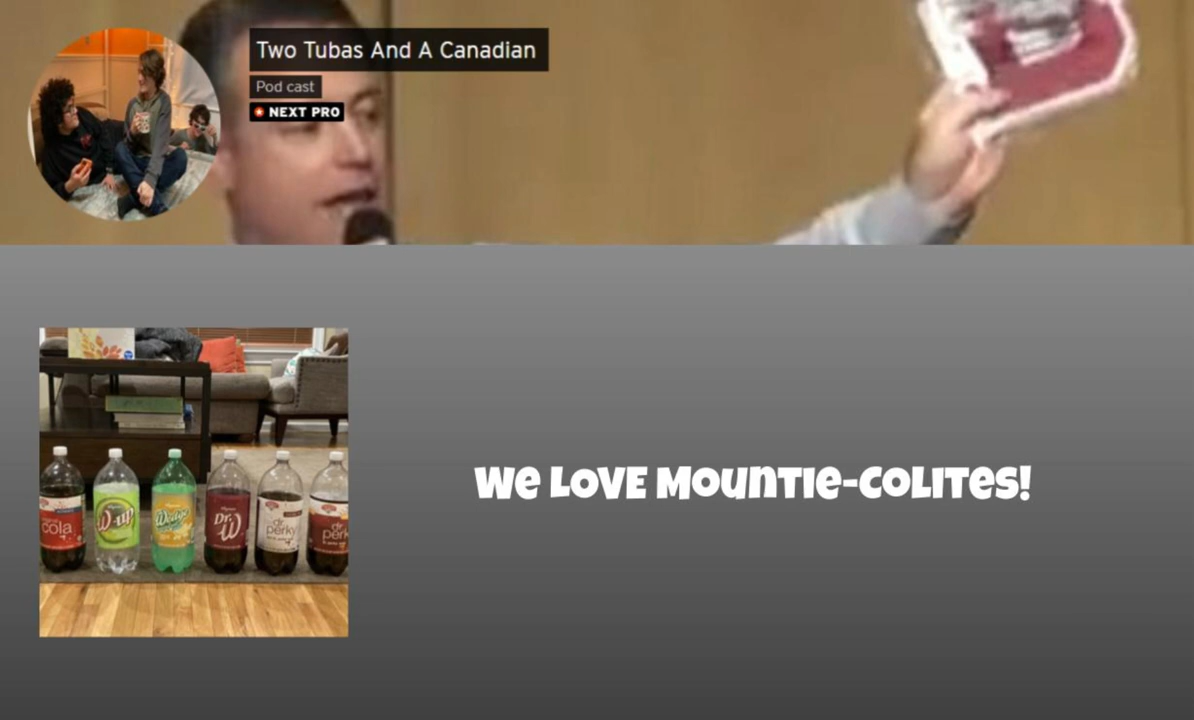 Two Tubas And A Canadian
Pod cast
NEXT PRO
WE LOVE MOUNTIE-COLITES!
cola
W-up
Wedge
Dr. W
dr. perky
dr. perk